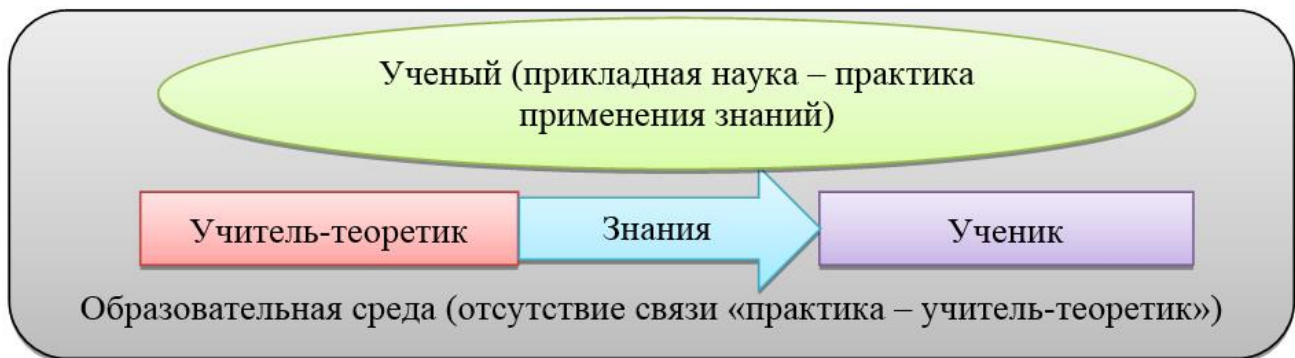 Ученый (прикладная наука – практика
применения знаний)
Учитель-теоретик
Знания
Ученик
Образовательная среда (отсутствие связи «практика – учитель-теоретик»)